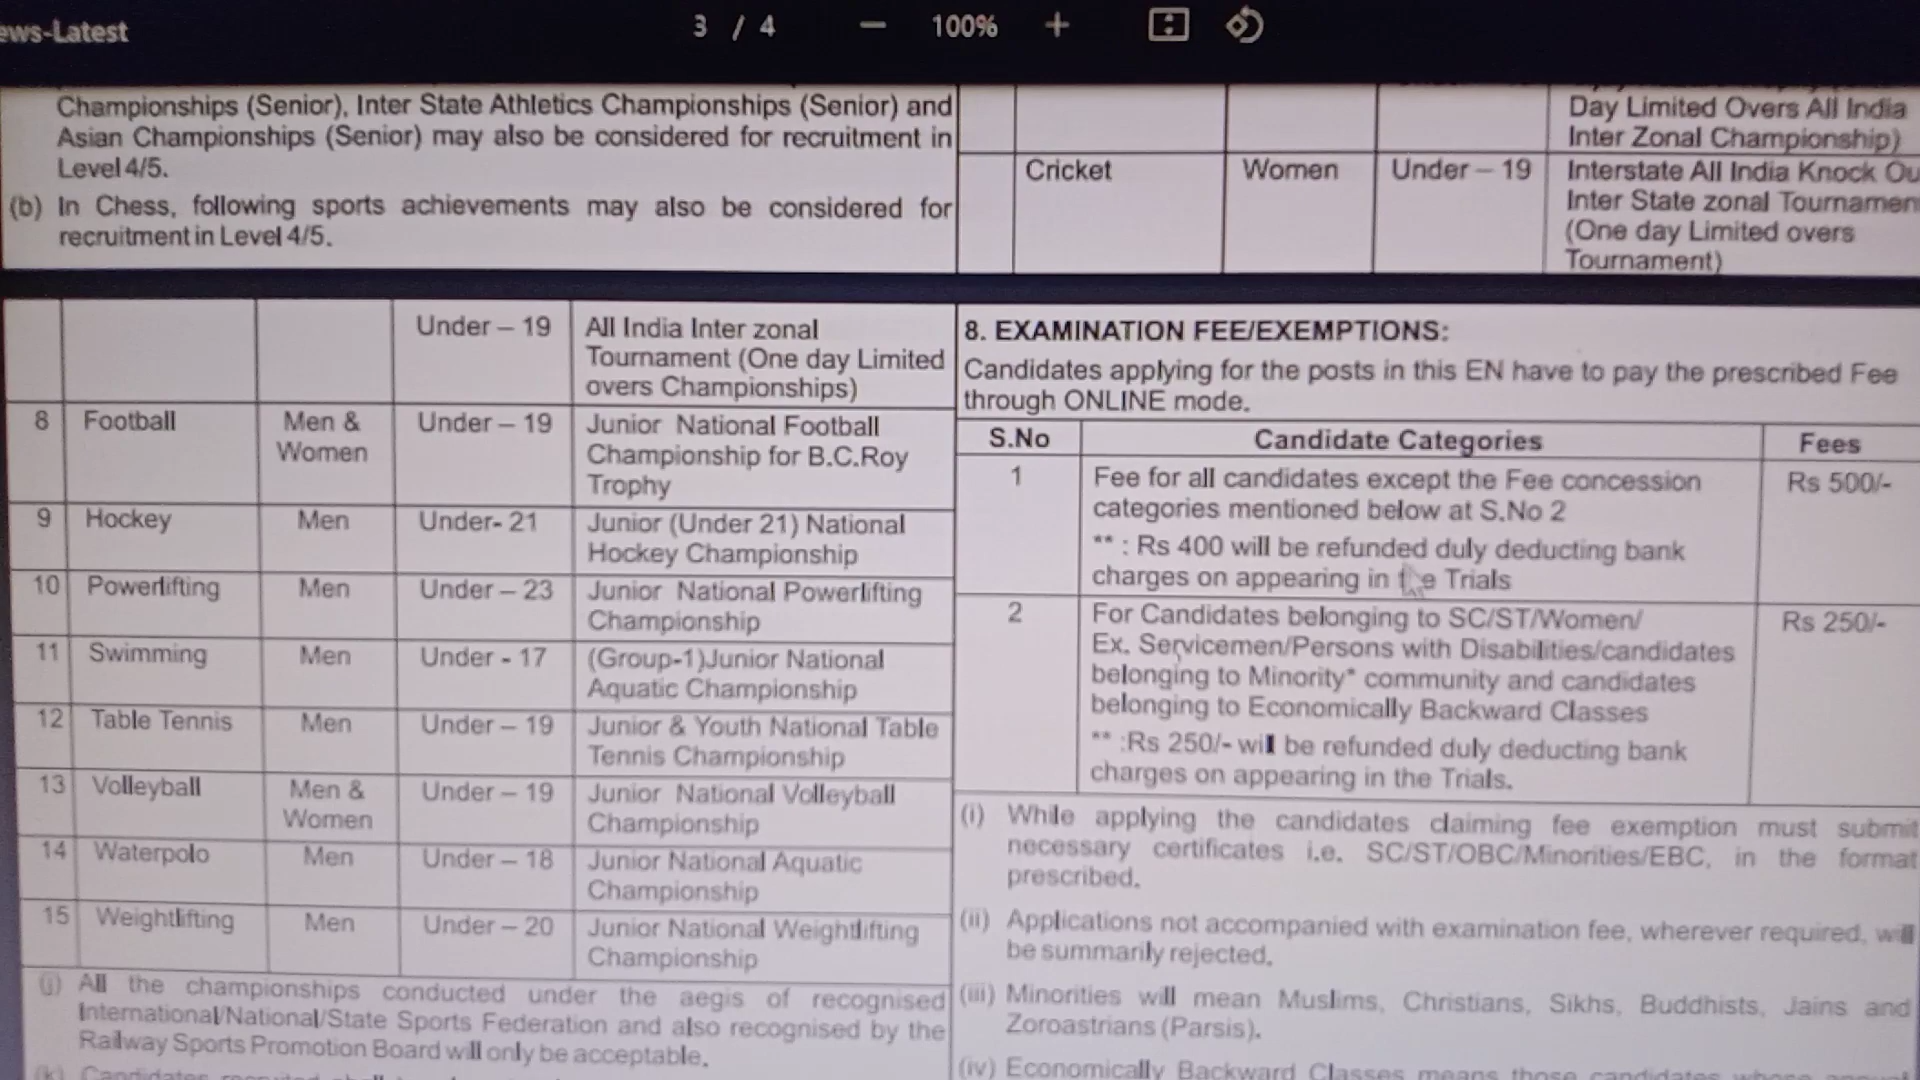 ews-Latest
3 / 4
100%
Championships (Senior), Inter State Athletics Championships (Senior) and
Asian Championships (Senior) may also be considered for recruitment in
Level 4/5.
(b) In Chess, following sports achievements may also be considered for
recruitment in Level 4/5.
Day Limited Overs All India
Inter Zonal Championship)
Cricket Women Under – 19 Interstate All India Knock Ou
Inter State zonal Tournamen
(One day Limited overs
Tournament)
Under – 19 All India Inter zonal
Tournament (One day Limited
overs Championships)
8 Football Men & Under – 19 Junior National Football
Women Championship for B.C.Roy
Trophy
9 Hockey Men Under- 21 Junior (Under 21) National
Hockey Championship
10 Powerlifting Men Under – 23 Junior National Powerlifting
Championship
11 Swimming Men Under - 17 (Group-1)Junior National
Aquatic Championship
12 Table Tennis Men Under – 19 Junior & Youth National Table
Tennis Championship
13 Volleyball Men & Under – 19 Junior National Volleyball
Women Championship
14 Waterpolo Men Under – 18 Junior National Aquatic
Championship
15 Weightlifting Men Under – 20 Junior National Weightlifting
Championship
(j) All the championships conducted under the aegis of recognised
International/National/State Sports Federation and also recognised by the
Railway Sports Promotion Board will only be acceptable.
(k) Candidates recruited
8. EXAMINATION FEE/EXEMPTIONS:
Candidates applying for the posts in this EN have to pay the prescribed Fee
through ONLINE mode.
S.No Candidate Categories Fees
1 Fee for all candidates except the Fee concession Rs 500/-
categories mentioned below at S.No 2
** : Rs 400 will be refunded duly deducting bank
charges on appearing in the Trials
2 For Candidates belonging to SC/ST/Women/ Rs 250/-
Ex. Servicemen/Persons with Disabilities/candidates
belonging to Minority* community and candidates
belonging to Economically Backward Classes
** :Rs 250/- will be refunded duly deducting bank
charges on appearing in the Trials.
(i) While applying the candidates claiming fee exemption must submit
necessary certificates i.e. SC/ST/OBC/Minorities/EBC, in the format
prescribed.
(ii) Applications not accompanied with examination fee, wherever required, will
be summarily rejected.
(iii) Minorities will mean Muslims, Christians, Sikhs, Buddhists, Jains and
Zoroastrians (Parsis).
(iv) Economically Backward Classes means those candidates whose annual